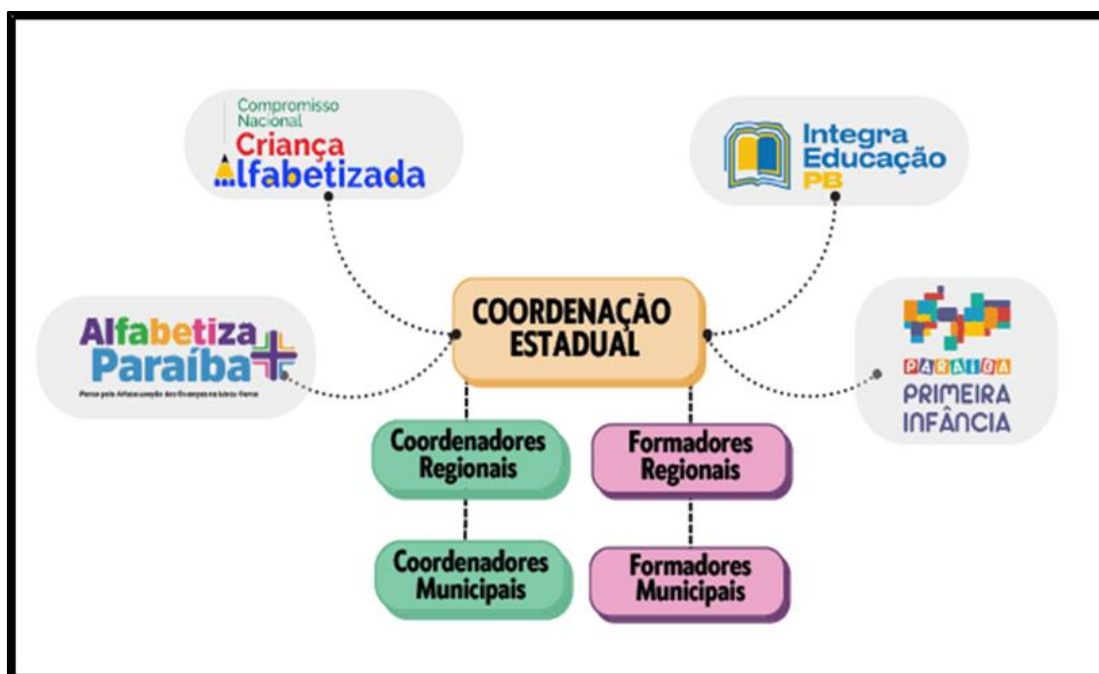 Compromisso
Nacional
Criança
Alfabetizada
Integra
Educação
PB
Alfabetiza
Paraíba
COORDENAÇÃO
ESTADUAL
PARAÍBA
PRIMEIRA
INFÂNCIA
Coordenadores
Regionais
Formadores
Regionais
Coordenadores
Municipais
Formadores
Municipais